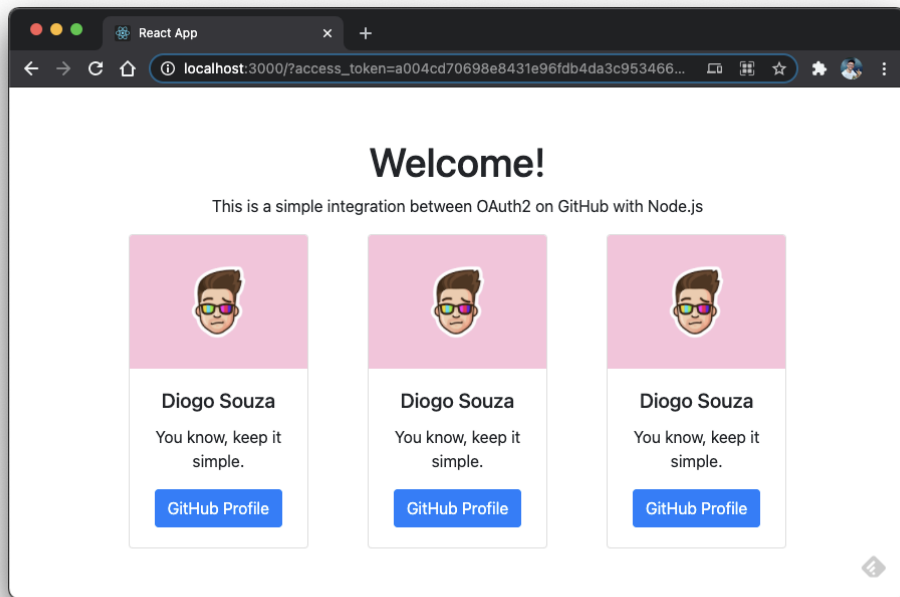 React App
localhost:3000/?access_token=a004cd70698e8431e96fdb4da3c953466...
Welcome!
This is a simple integration between OAuth2 on GitHub with Node.js
Diogo Souza
You know, keep it
simple.
GitHub Profile
Diogo Souza
You know, keep it
simple.
GitHub Profile
Diogo Souza
You know, keep it
simple.
GitHub Profile